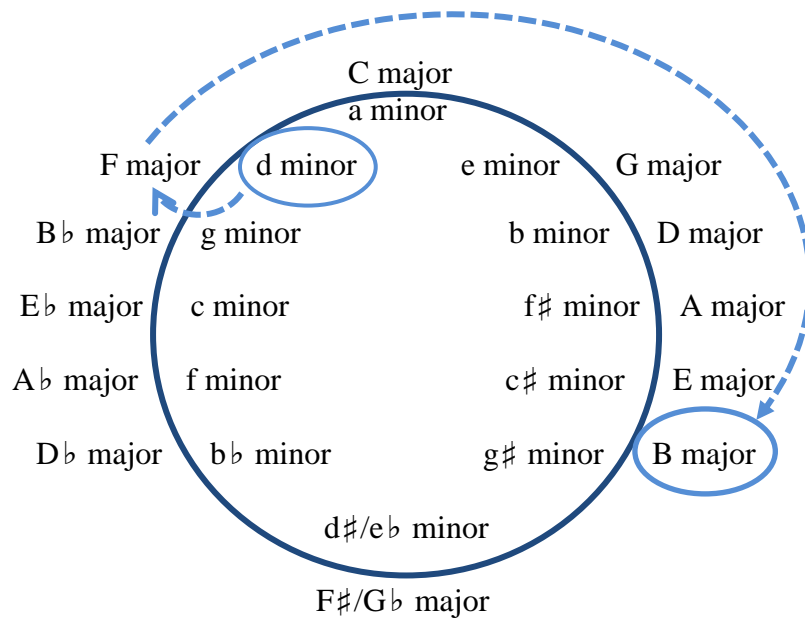 C major
a minor
F major d minor e minor G major
B♭ major g minor b minor D major
E♭ major c minor f♯ minor A major
A♭ major f minor c♯ minor E major
D♭ major b♭ minor g♯ minor B major
d♯/e♭ minor
F♯/G♭ major